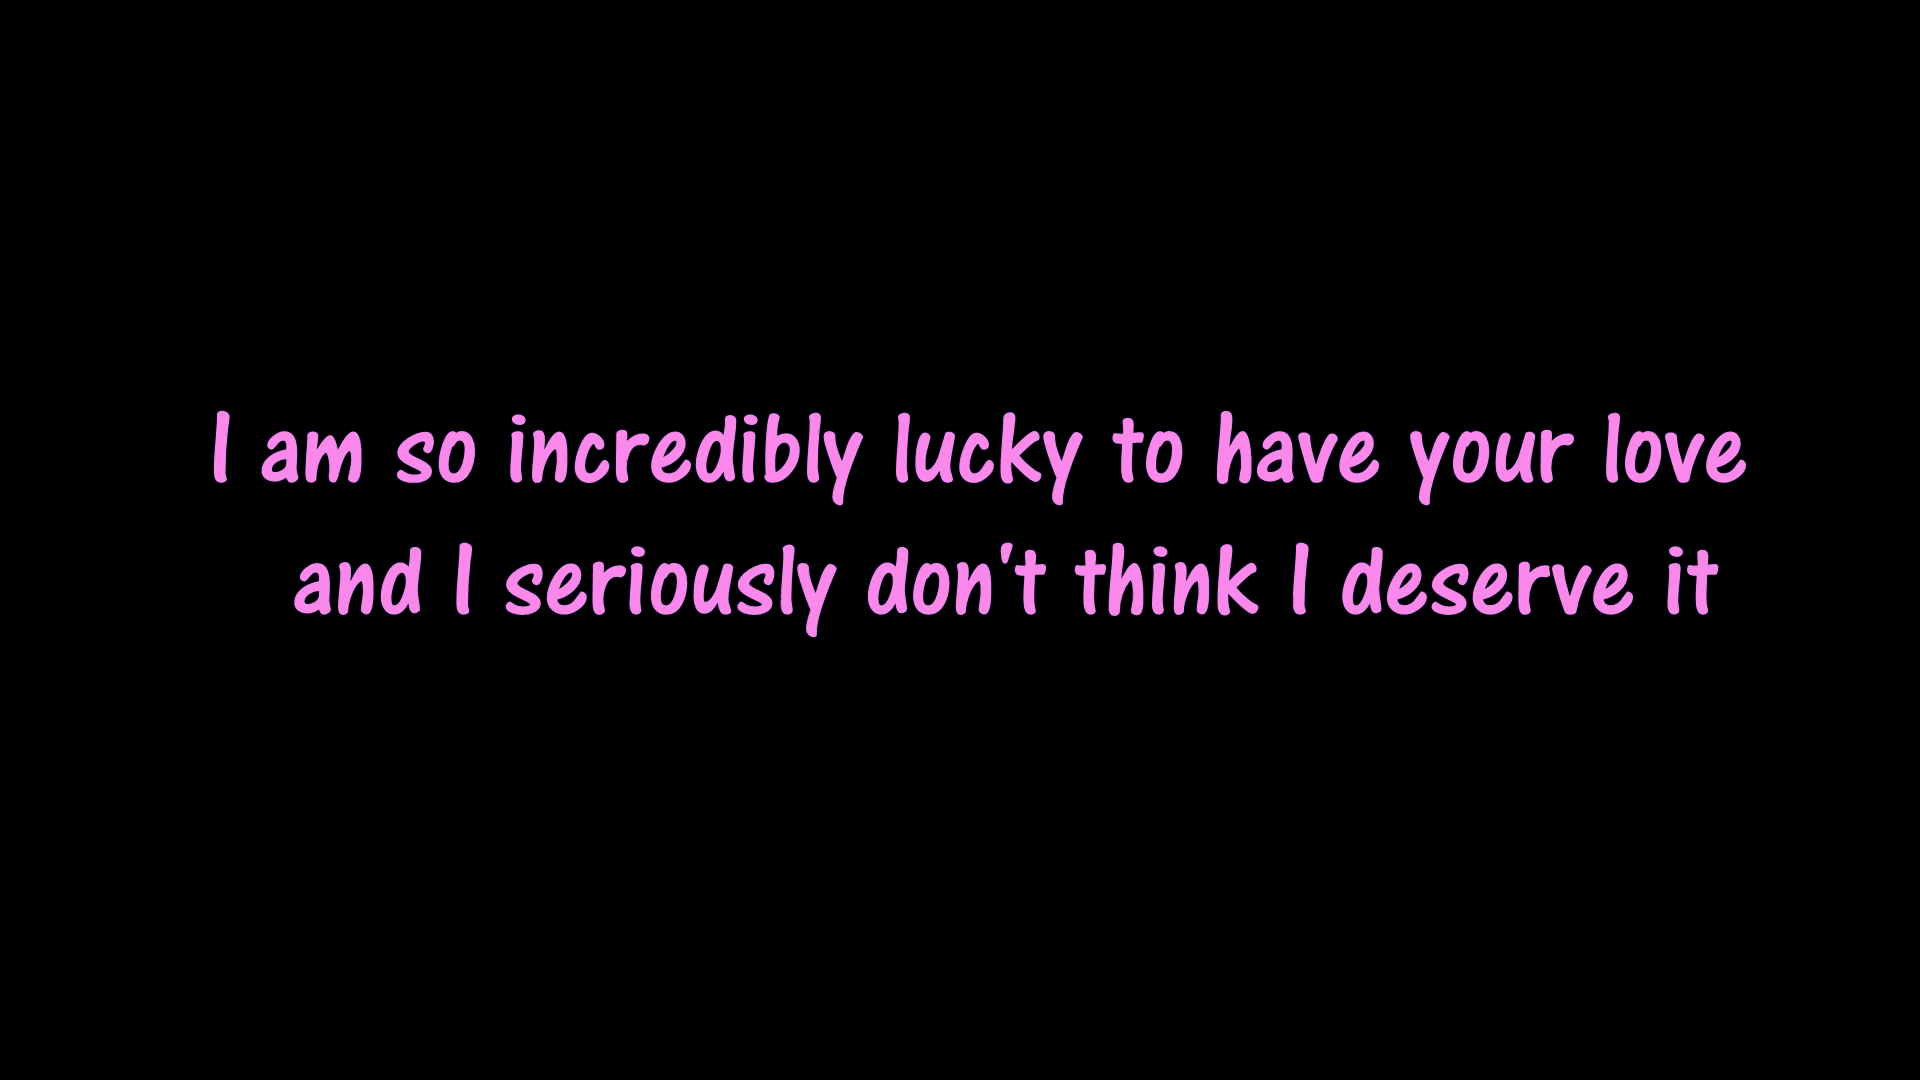 I am so incredibly lucky to have your love
and I seriously don't think I deserve it